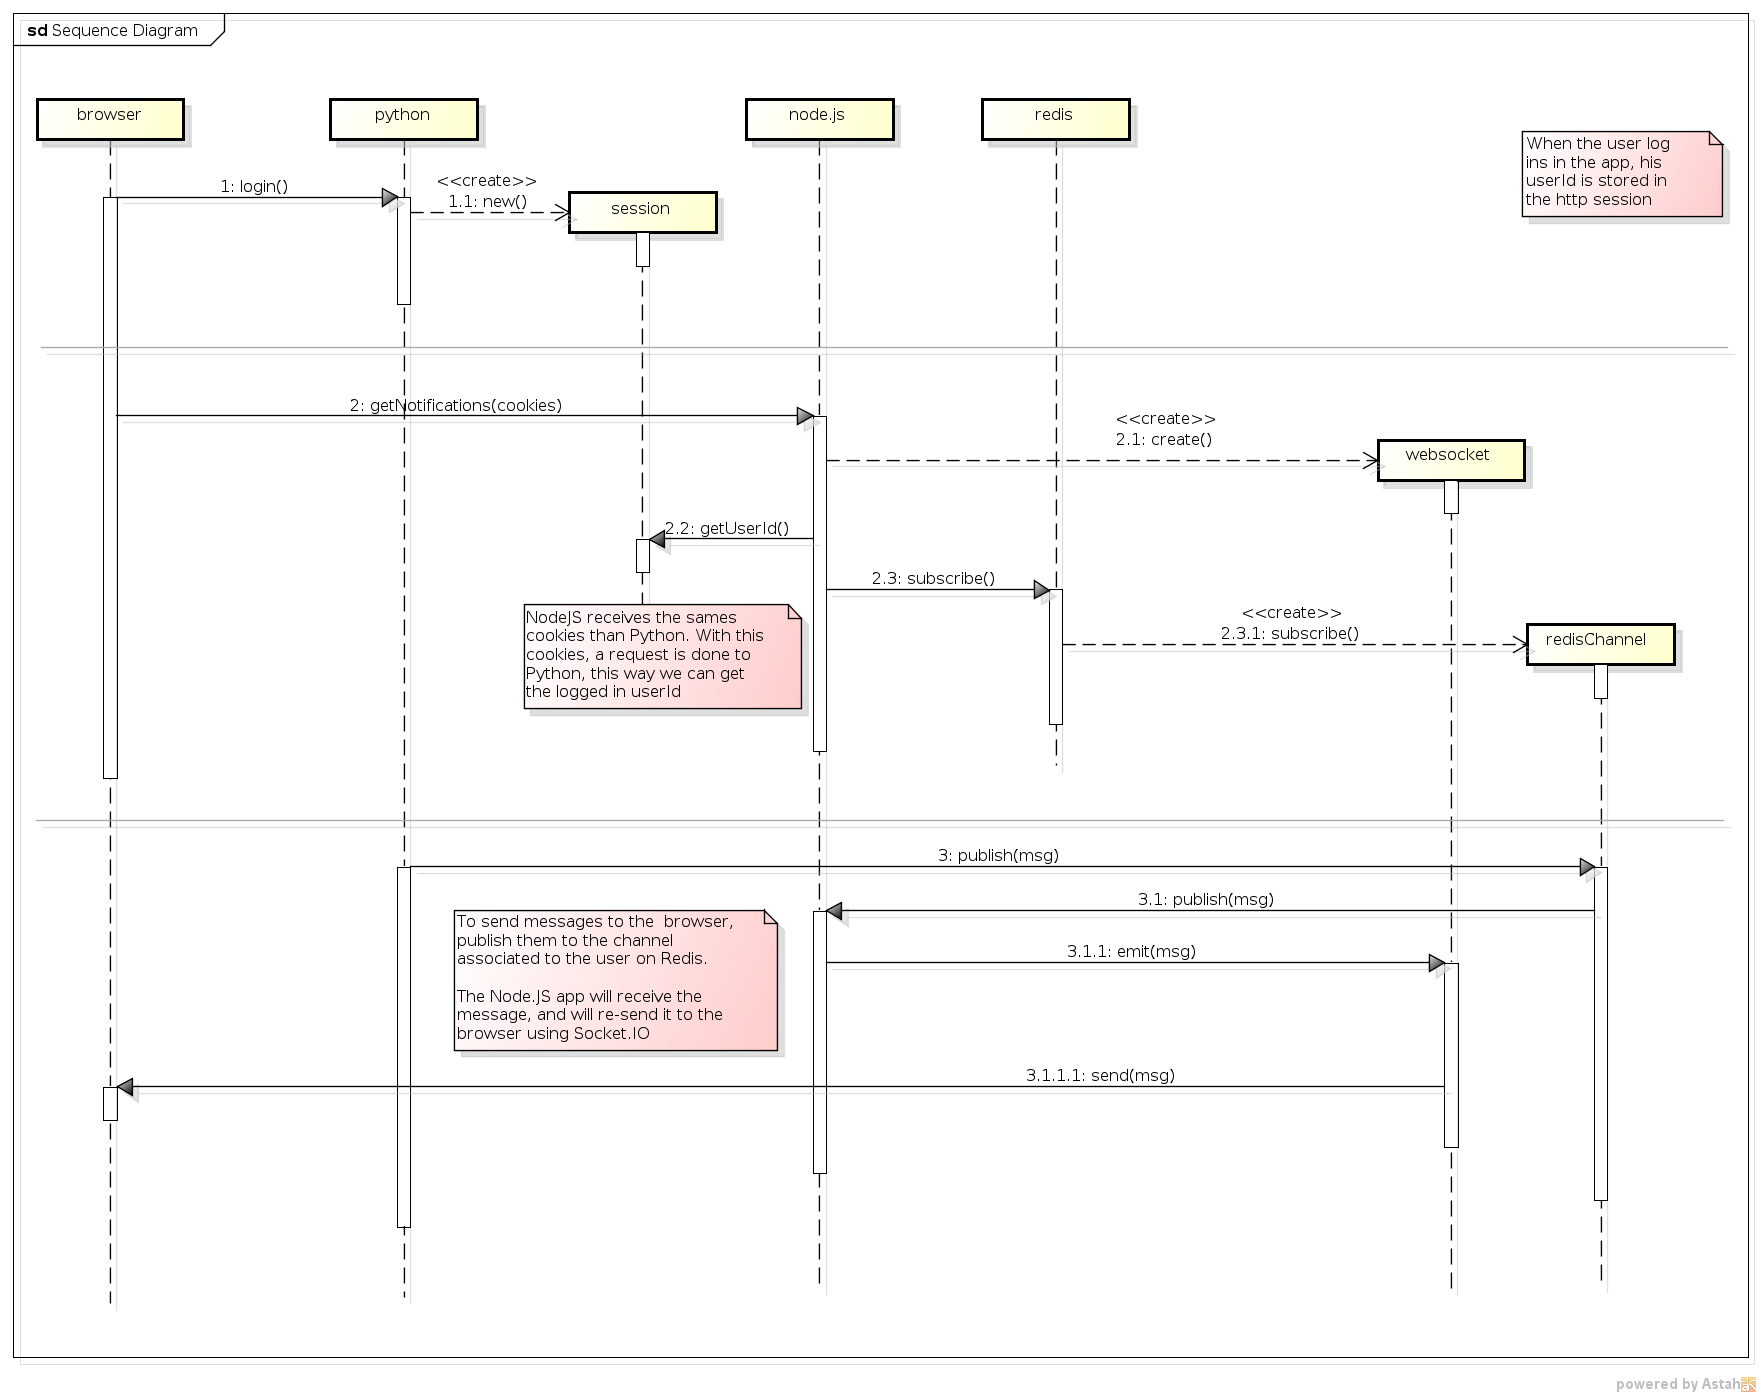 sd Sequence Diagram
browser
python
node.js
redis
When the user log
ins in the app, his
userId is stored in
the http session
1: login()
<<create>>
1.1: new()
session
2: getNotifications(cookies)
<<create>>
2.1: create()
websocket
2.2: getUserId()
2.3: subscribe()
<<create>>
2.3.1: subscribe()
redisChannel
NodeJS receives the sames
cookies than Python. With this
cookies, a request is done to
Python, this way we can get
the logged in userId
3: publish(msg)
3.1: publish(msg)
To send messages to the  browser,
publish them to the channel
associated to the user on Redis.
The Node.JS app will receive the
message, and will re-send it to the
browser using Socket.IO
3.1.1: emit(msg)
3.1.1.1: send(msg)
powered by Astah